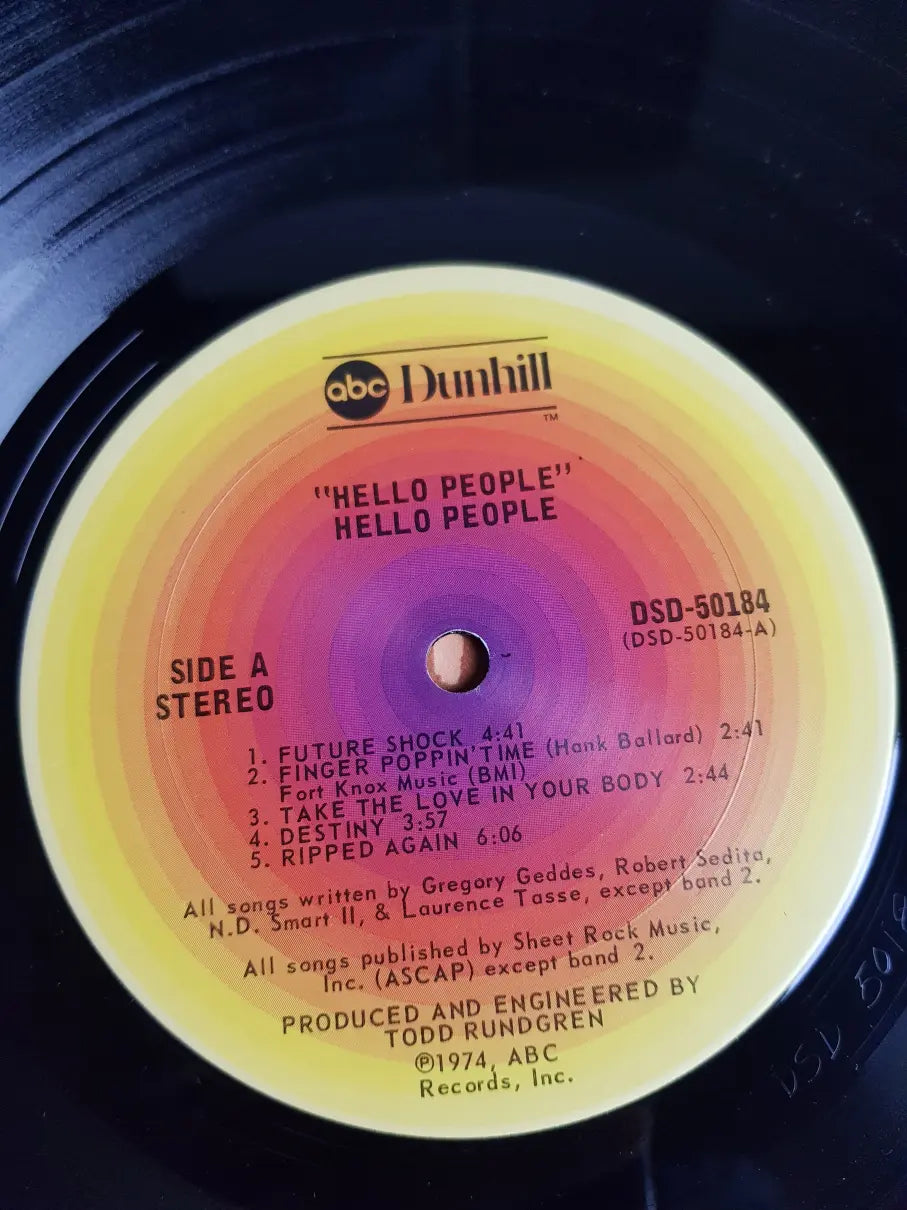 abc Dunhill
TM
"HELLO PEOPLE"
HELLO PEOPLE
DSD-50184
(DSD-50184-A)
SIDE A
STEREO
1. FUTURE SHOCK 4:41
2. FINGER POPPIN' TIME (Hank Ballard) 2:41
Fort Knox Music (BMI)
3. TAKE THE LOVE IN YOUR BODY 2:44
4. DESTINY 3:57
5. RIPPED AGAIN 6:06
All songs written by Gregory Geddes, Robert Sedita,
N.D. Smart II, & Laurence Tasse, except band 2.
All songs published by Sheet Rock Music,
Inc. (ASCAP) except band 2.
PRODUCED AND ENGINEERED BY
TODD RUNDGREN
℗1974, ABC
Records, Inc.
DSD 5018